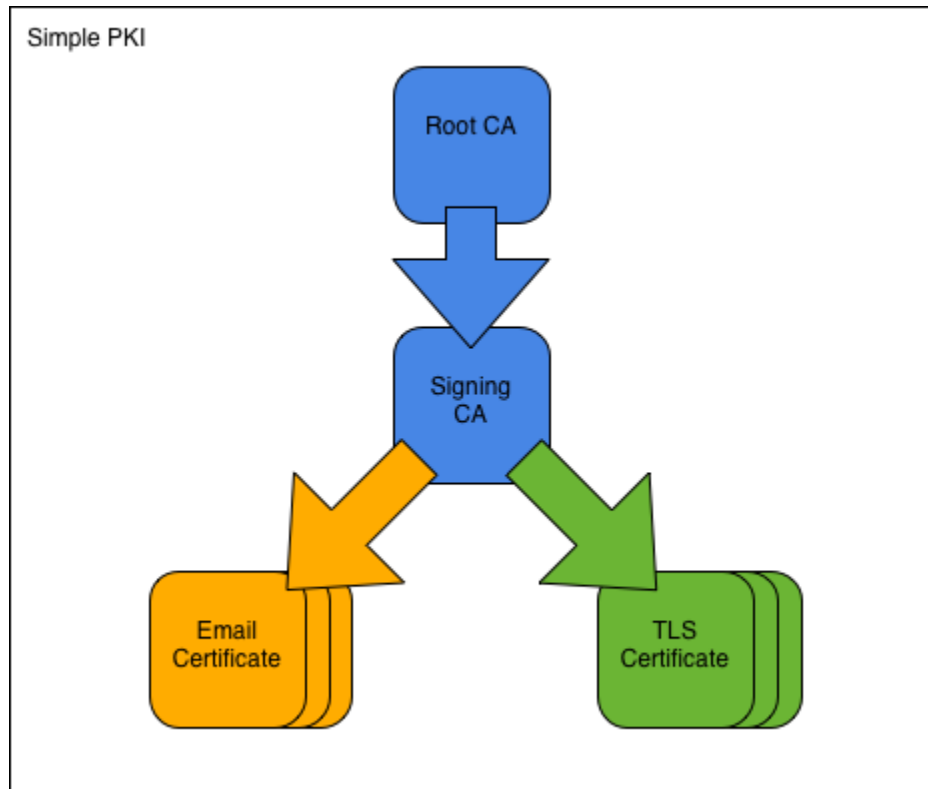 Simple PKI
Root CA
Signing
CA
Email
Certificate
TLS
Certificate